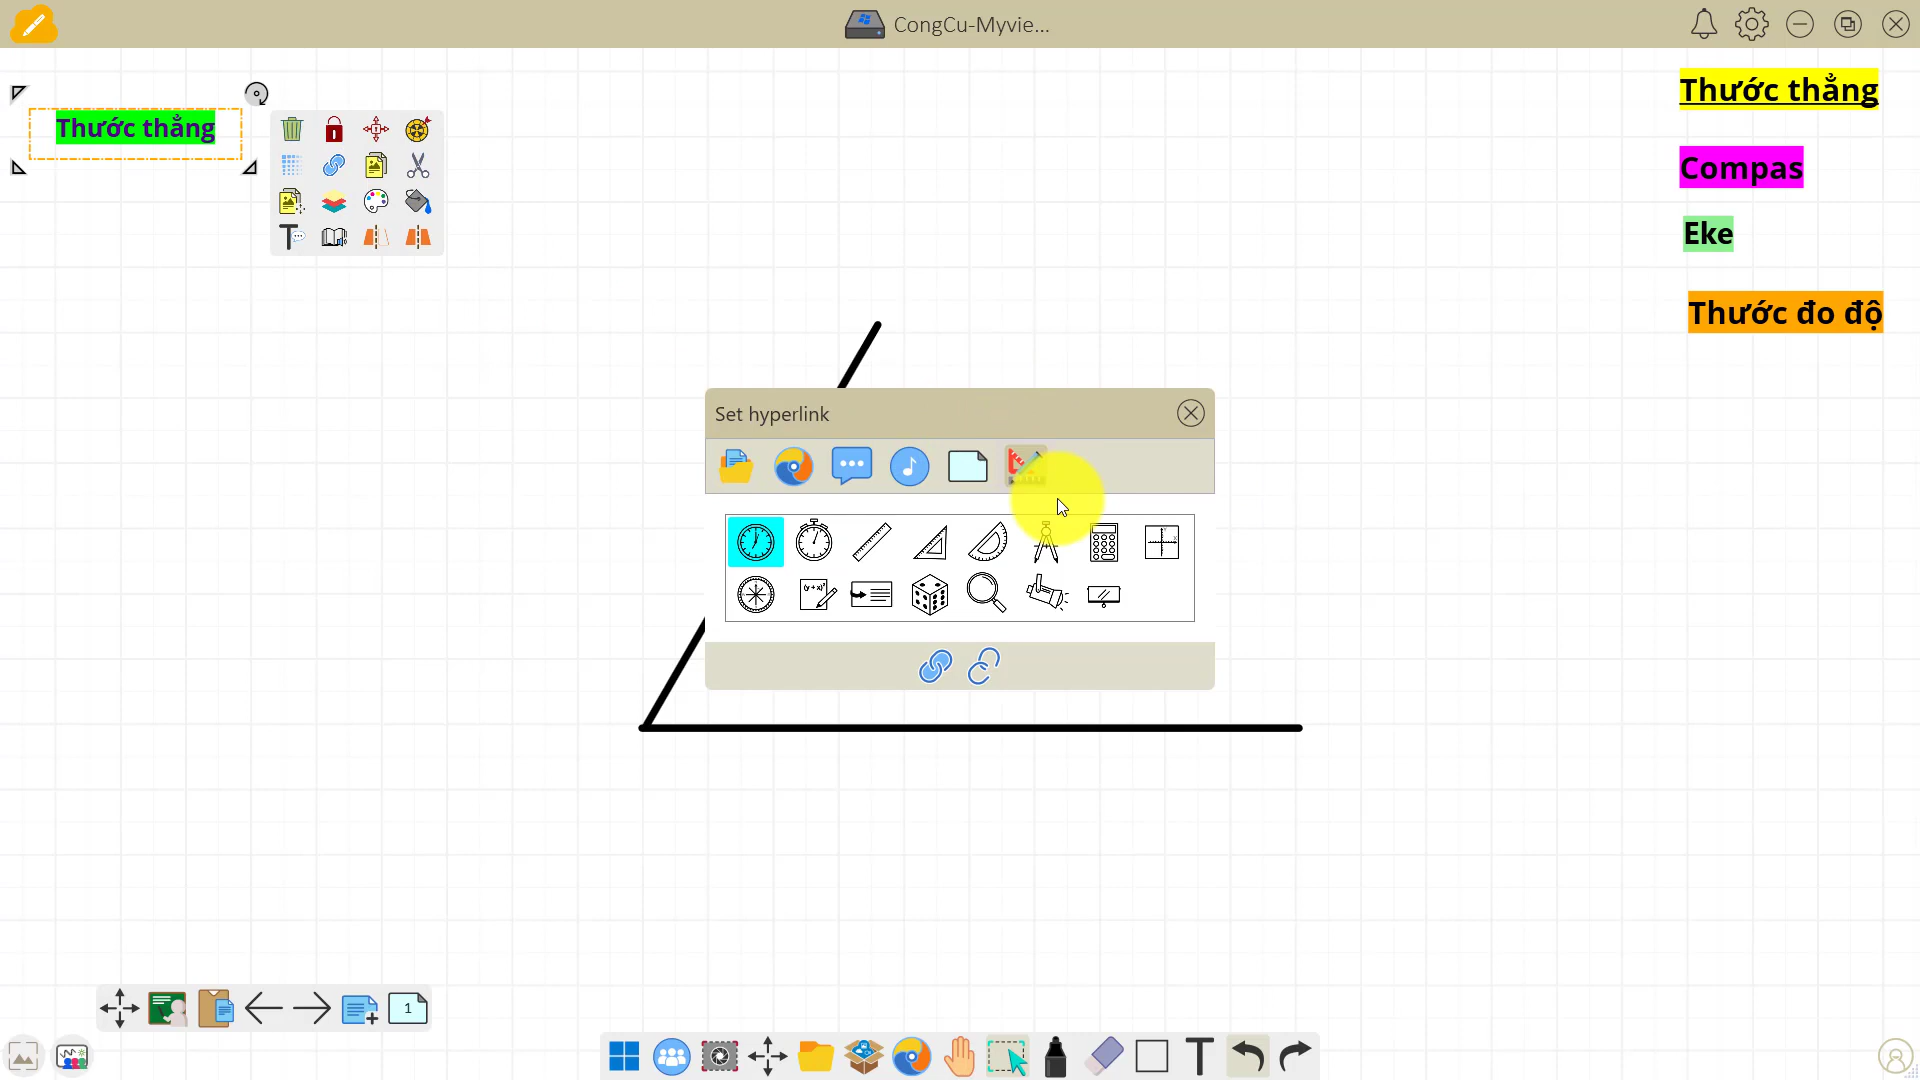 CongCu-Myvie...
Thước thẳng
Thước thẳng
Compas
Eke
Thước đo độ
Set hyperlink
1